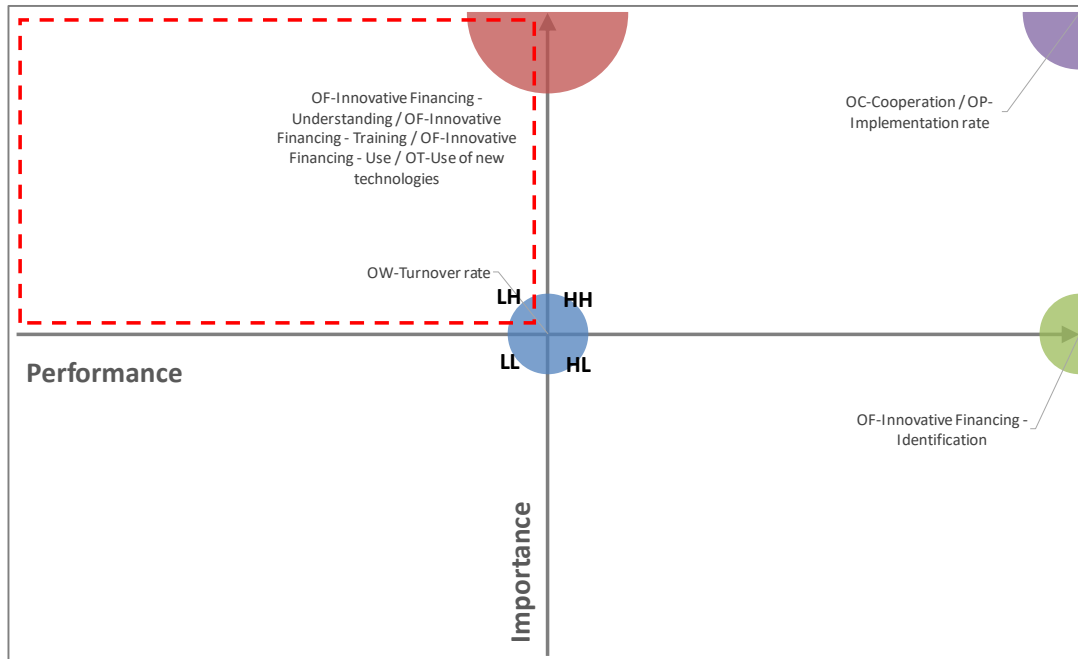 OF-Innovative Financing -
Understanding / OF-Innovative
Financing - Training / OF-Innovative
Financing - Use / OT-Use of new
technologies
OC-Cooperation / OP-
Implementation rate
OW-Turnover rate
LH
HH
LL
HL
Performance
OF-Innovative Financing -
Identification
Importance